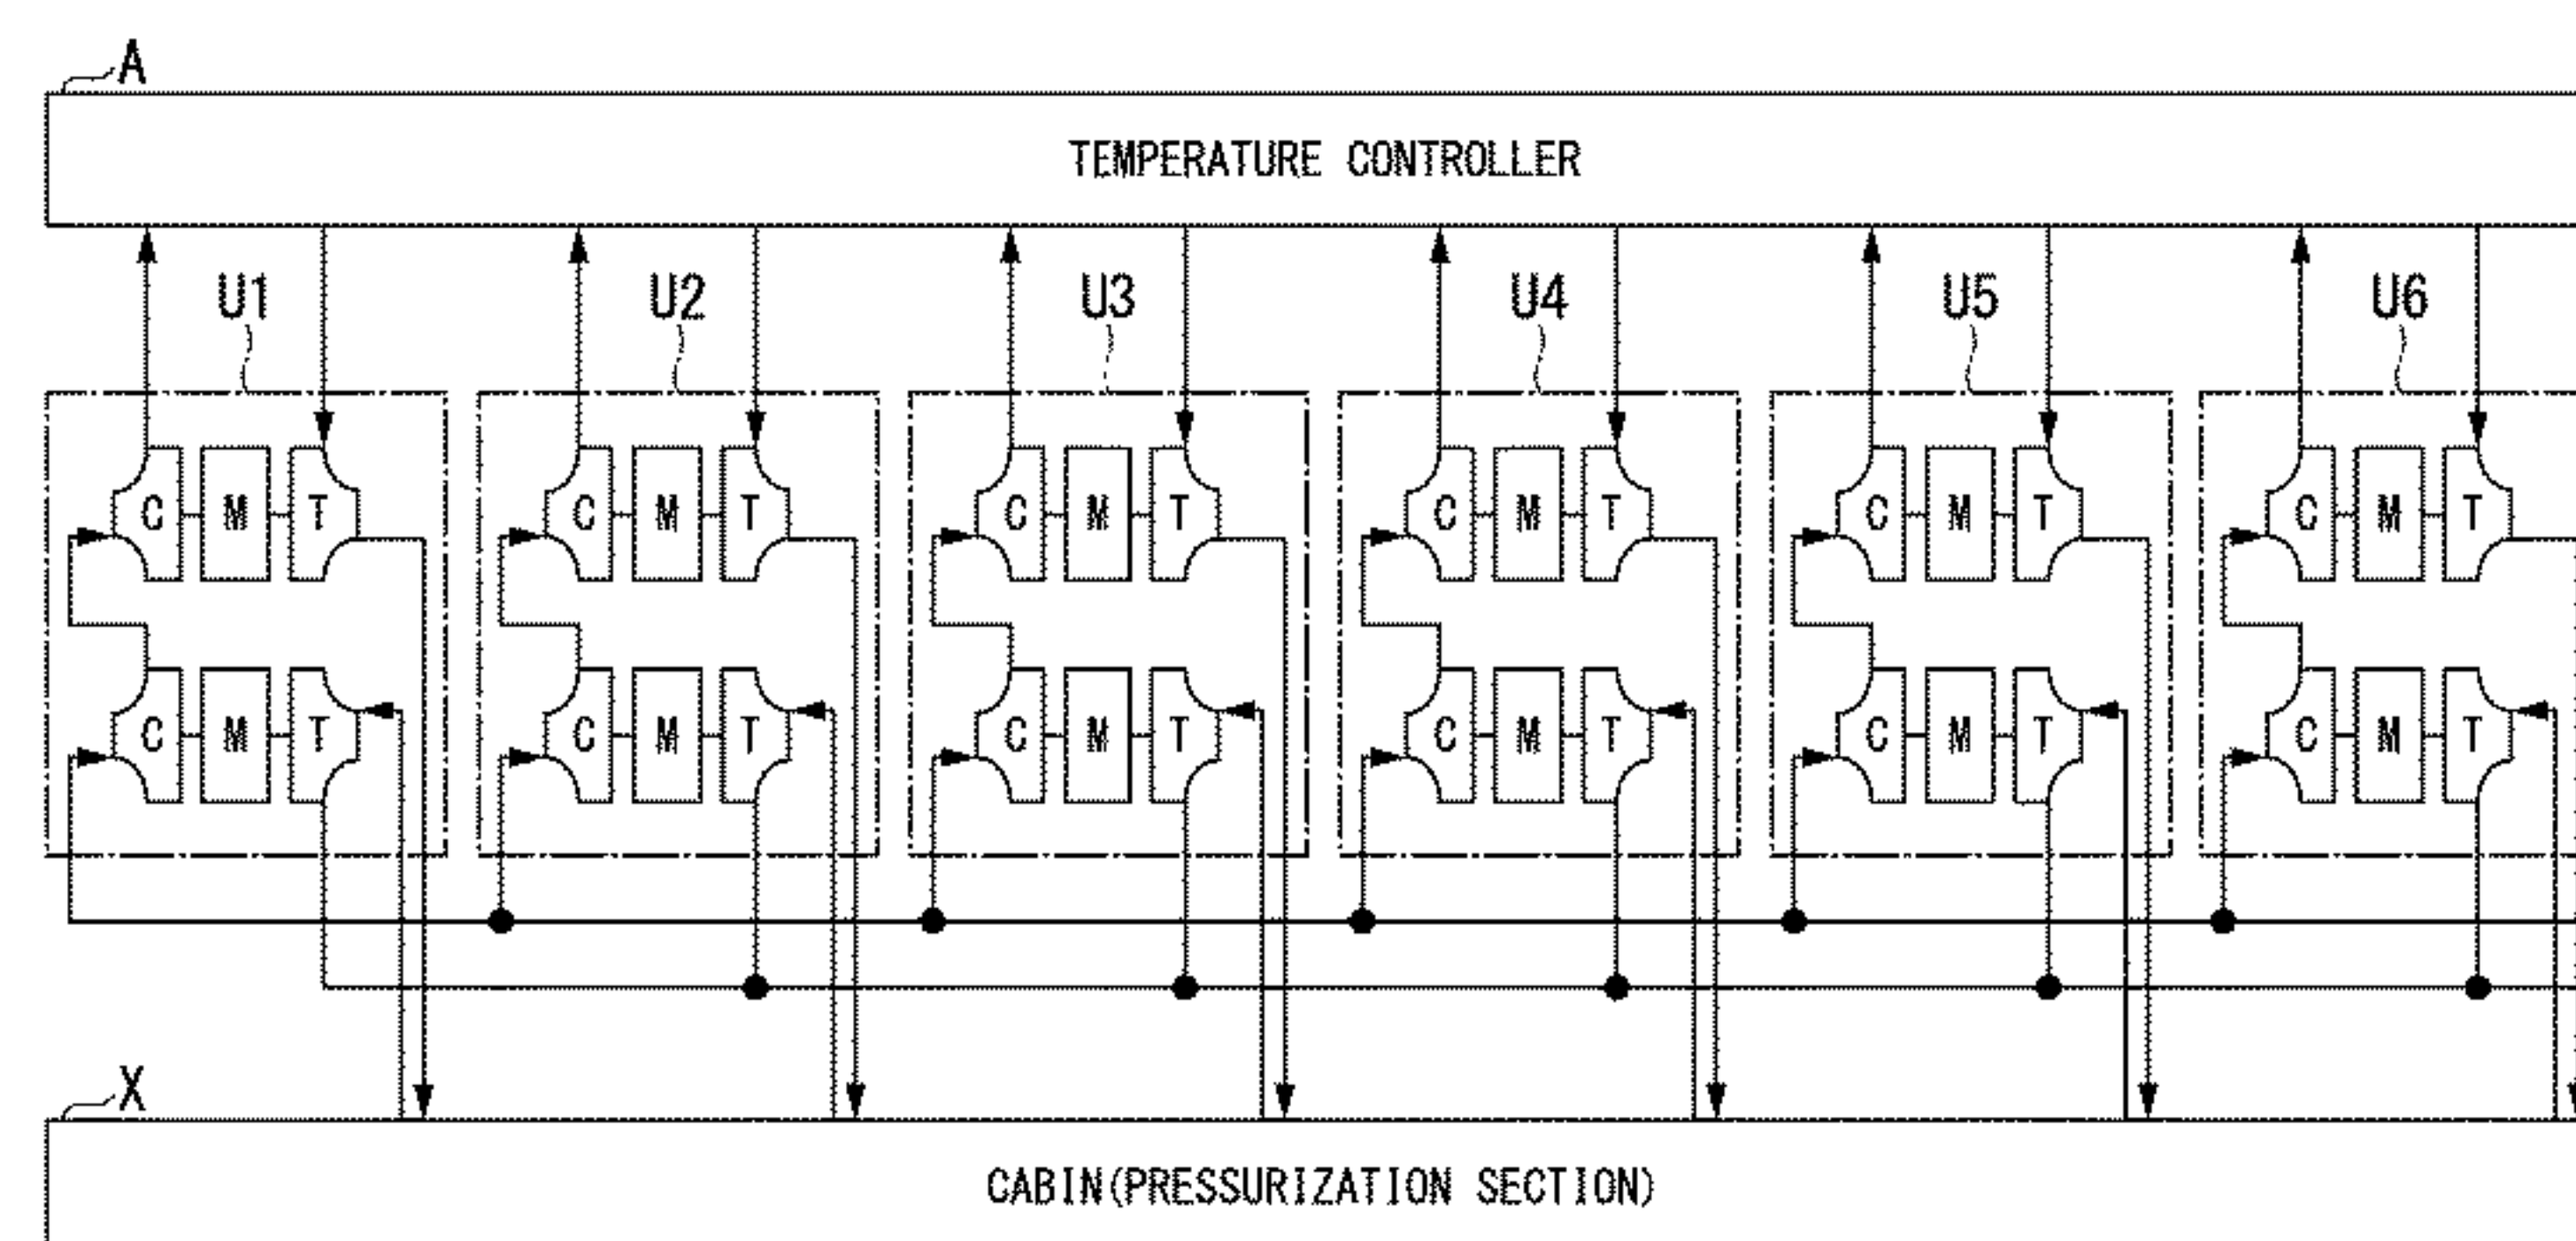 A
TEMPERATURE CONTROLLER
U1 U2 U3 U4 U5 U6
C M T C M T C M T C M T C M T C M T
C M T C M T C M T C M T C M T C M T
X
CABIN(PRESSURIZATION SECTION)